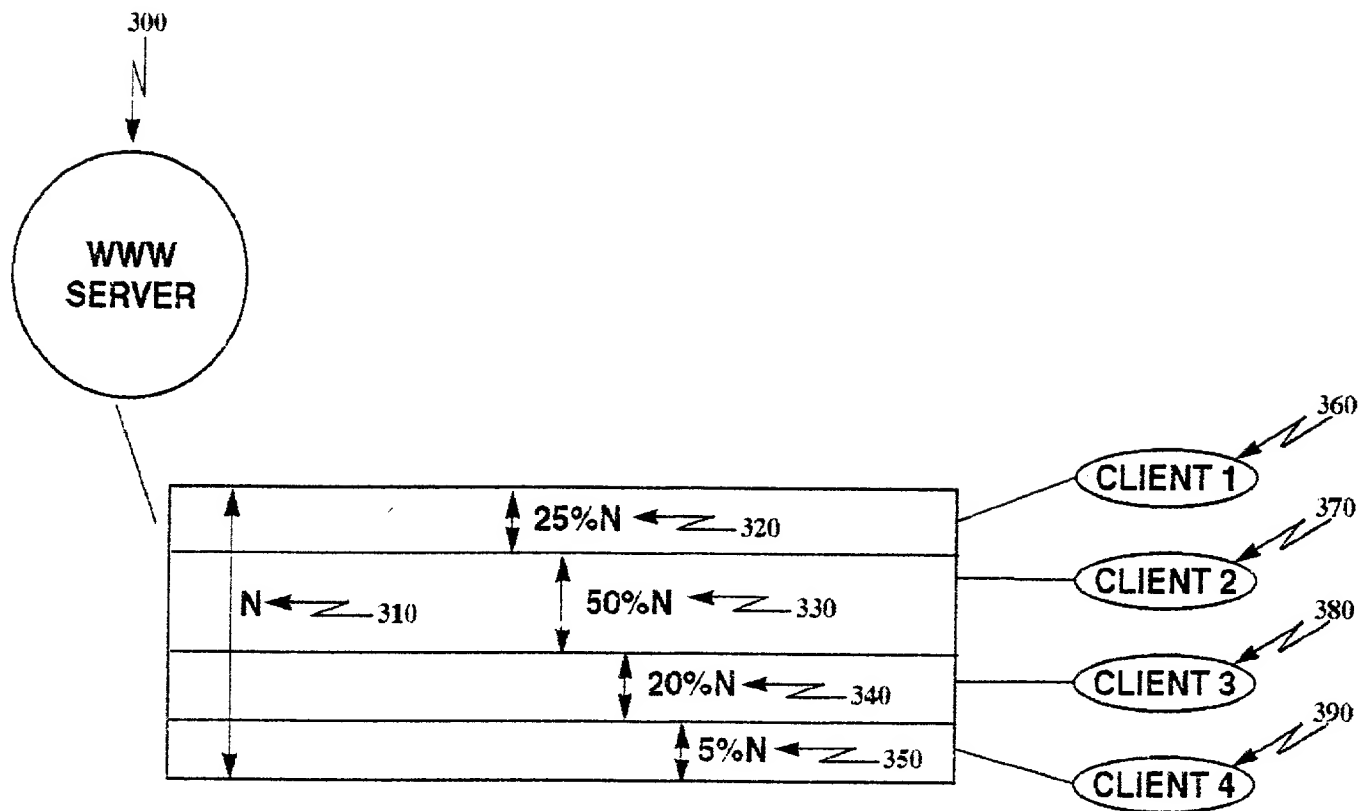 300
WWW
SERVER
360
CLIENT 1
25%N
320
370
CLIENT 2
N
310
50%N
330
380
CLIENT 3
20%N
340
390
5%N
350
CLIENT 4